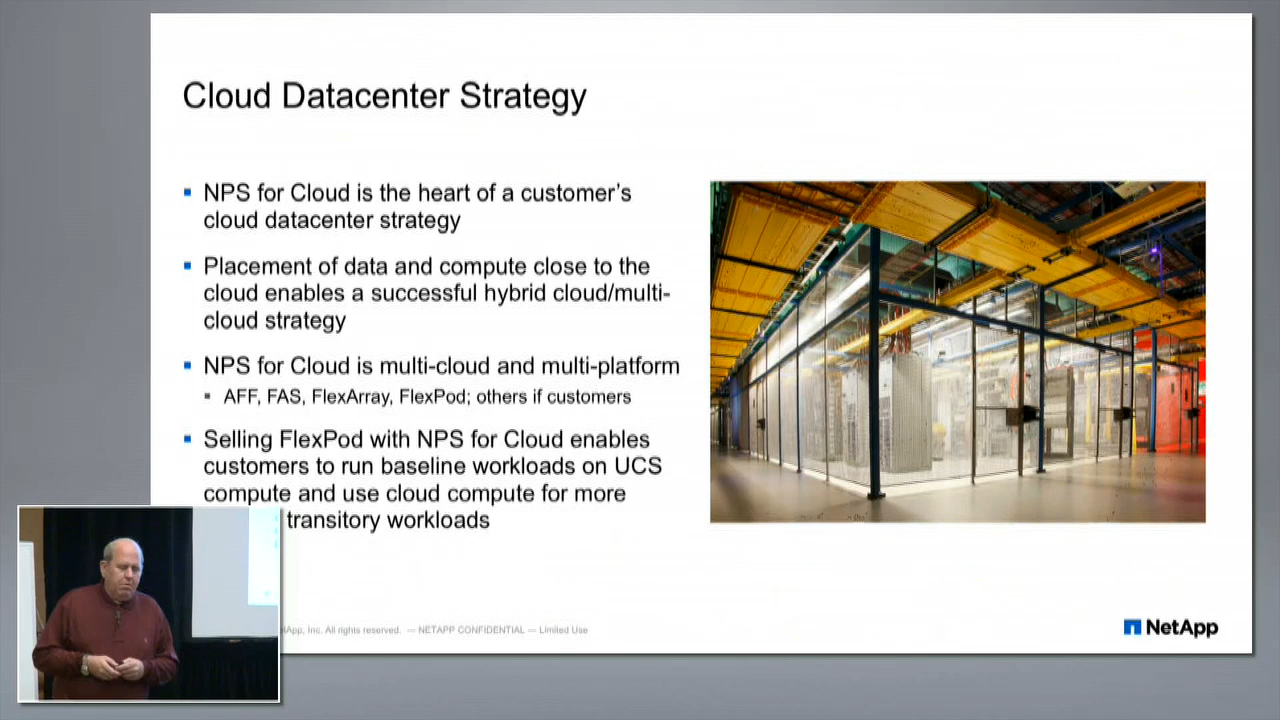 Cloud Datacenter Strategy
NPS for Cloud is the heart of a customer's
cloud datacenter strategy
Placement of data and compute close to the
cloud enables a successful hybrid cloud/multi-
cloud strategy
NPS for Cloud is multi-cloud and multi-platform
AFF, FAS, FlexArray, FlexPod; others if customers
Selling FlexPod with NPS for Cloud enables
customers to run baseline workloads on UCS
compute and use cloud compute for more
transitory workloads
Inc. All rights reserved. — NETAPP CONFIDENTIAL — Limited Use
NetApp